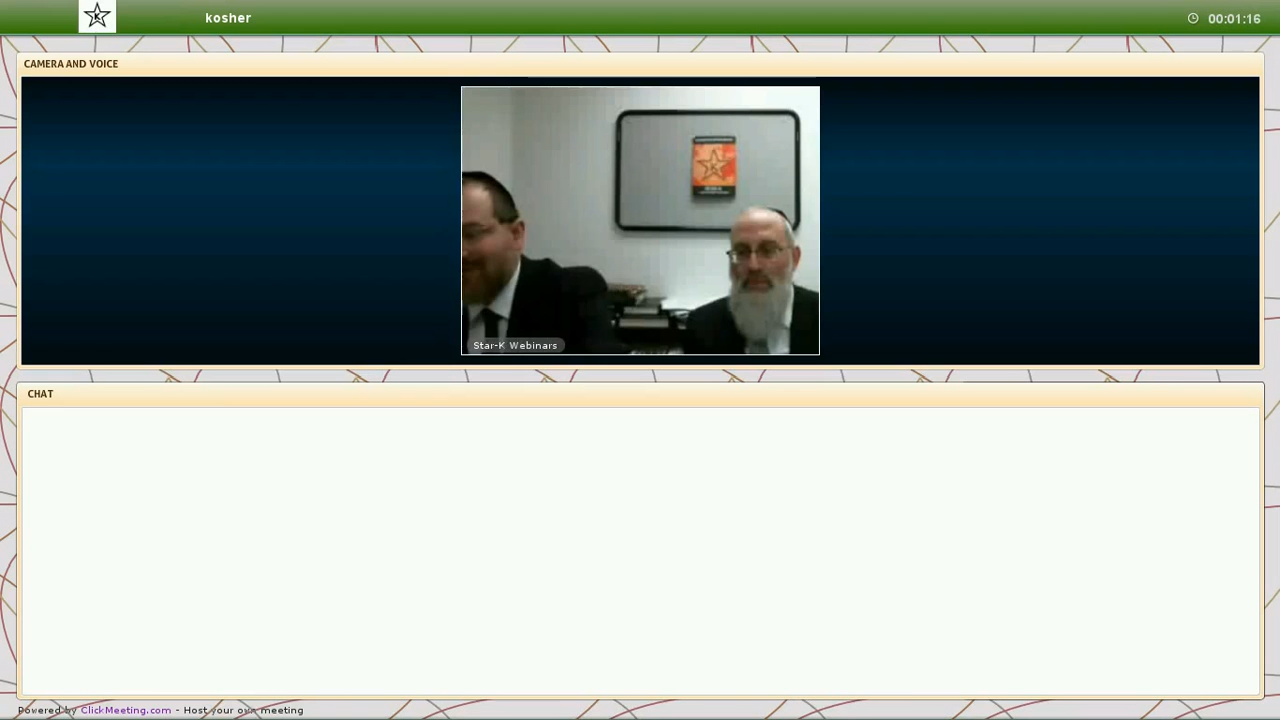 K
kosher
00:01:16
CAMERA AND VOICE
K
Star-K Webinars
CHAT
Powered by ClickMeeting.com - Host your own meeting